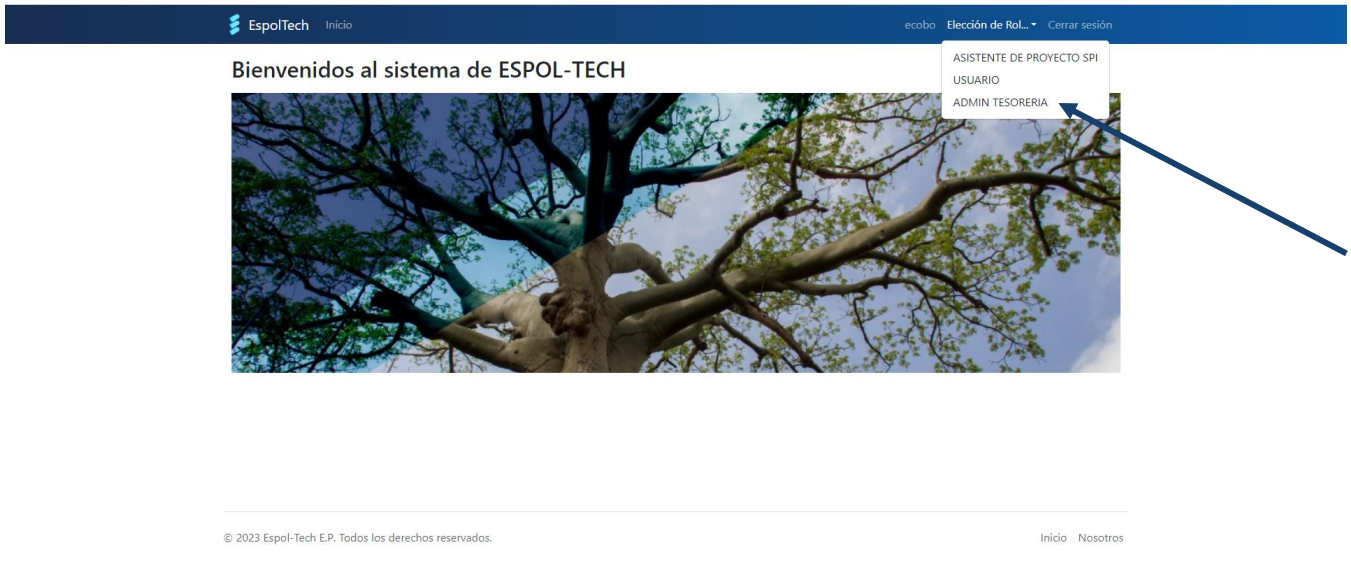 EspolTech Inicio ecobo Elección de Rol... Cerrar sesión
ASISTENTE DE PROYECTO SPI
USUARIO
ADMIN TESORERIA
Bienvenidos al sistema de ESPOL-TECH
© 2023 Espol-Tech E.P. Todos los derechos reservados. Inicio Nosotros